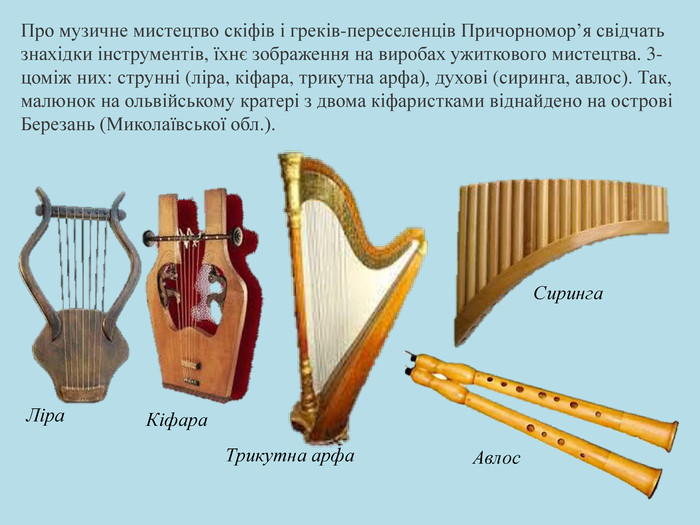 Про музичне мистецтво скіфів і греків-переселенців Причорномор’я свідчать
знахідки інструментів, їхнє зображення на виробах ужиткового мистецтва. З-
цоміж них: струнні (ліра, кіфара, трикутна арфа), духові (сиринга, авлос). Так,
малюнок на ольвійському кратері з двома кіфаристками віднайдено на острові
Березань (Миколаївської обл.).
Сиринга
Ліра
Кіфара
Трикутна арфа
Авлос